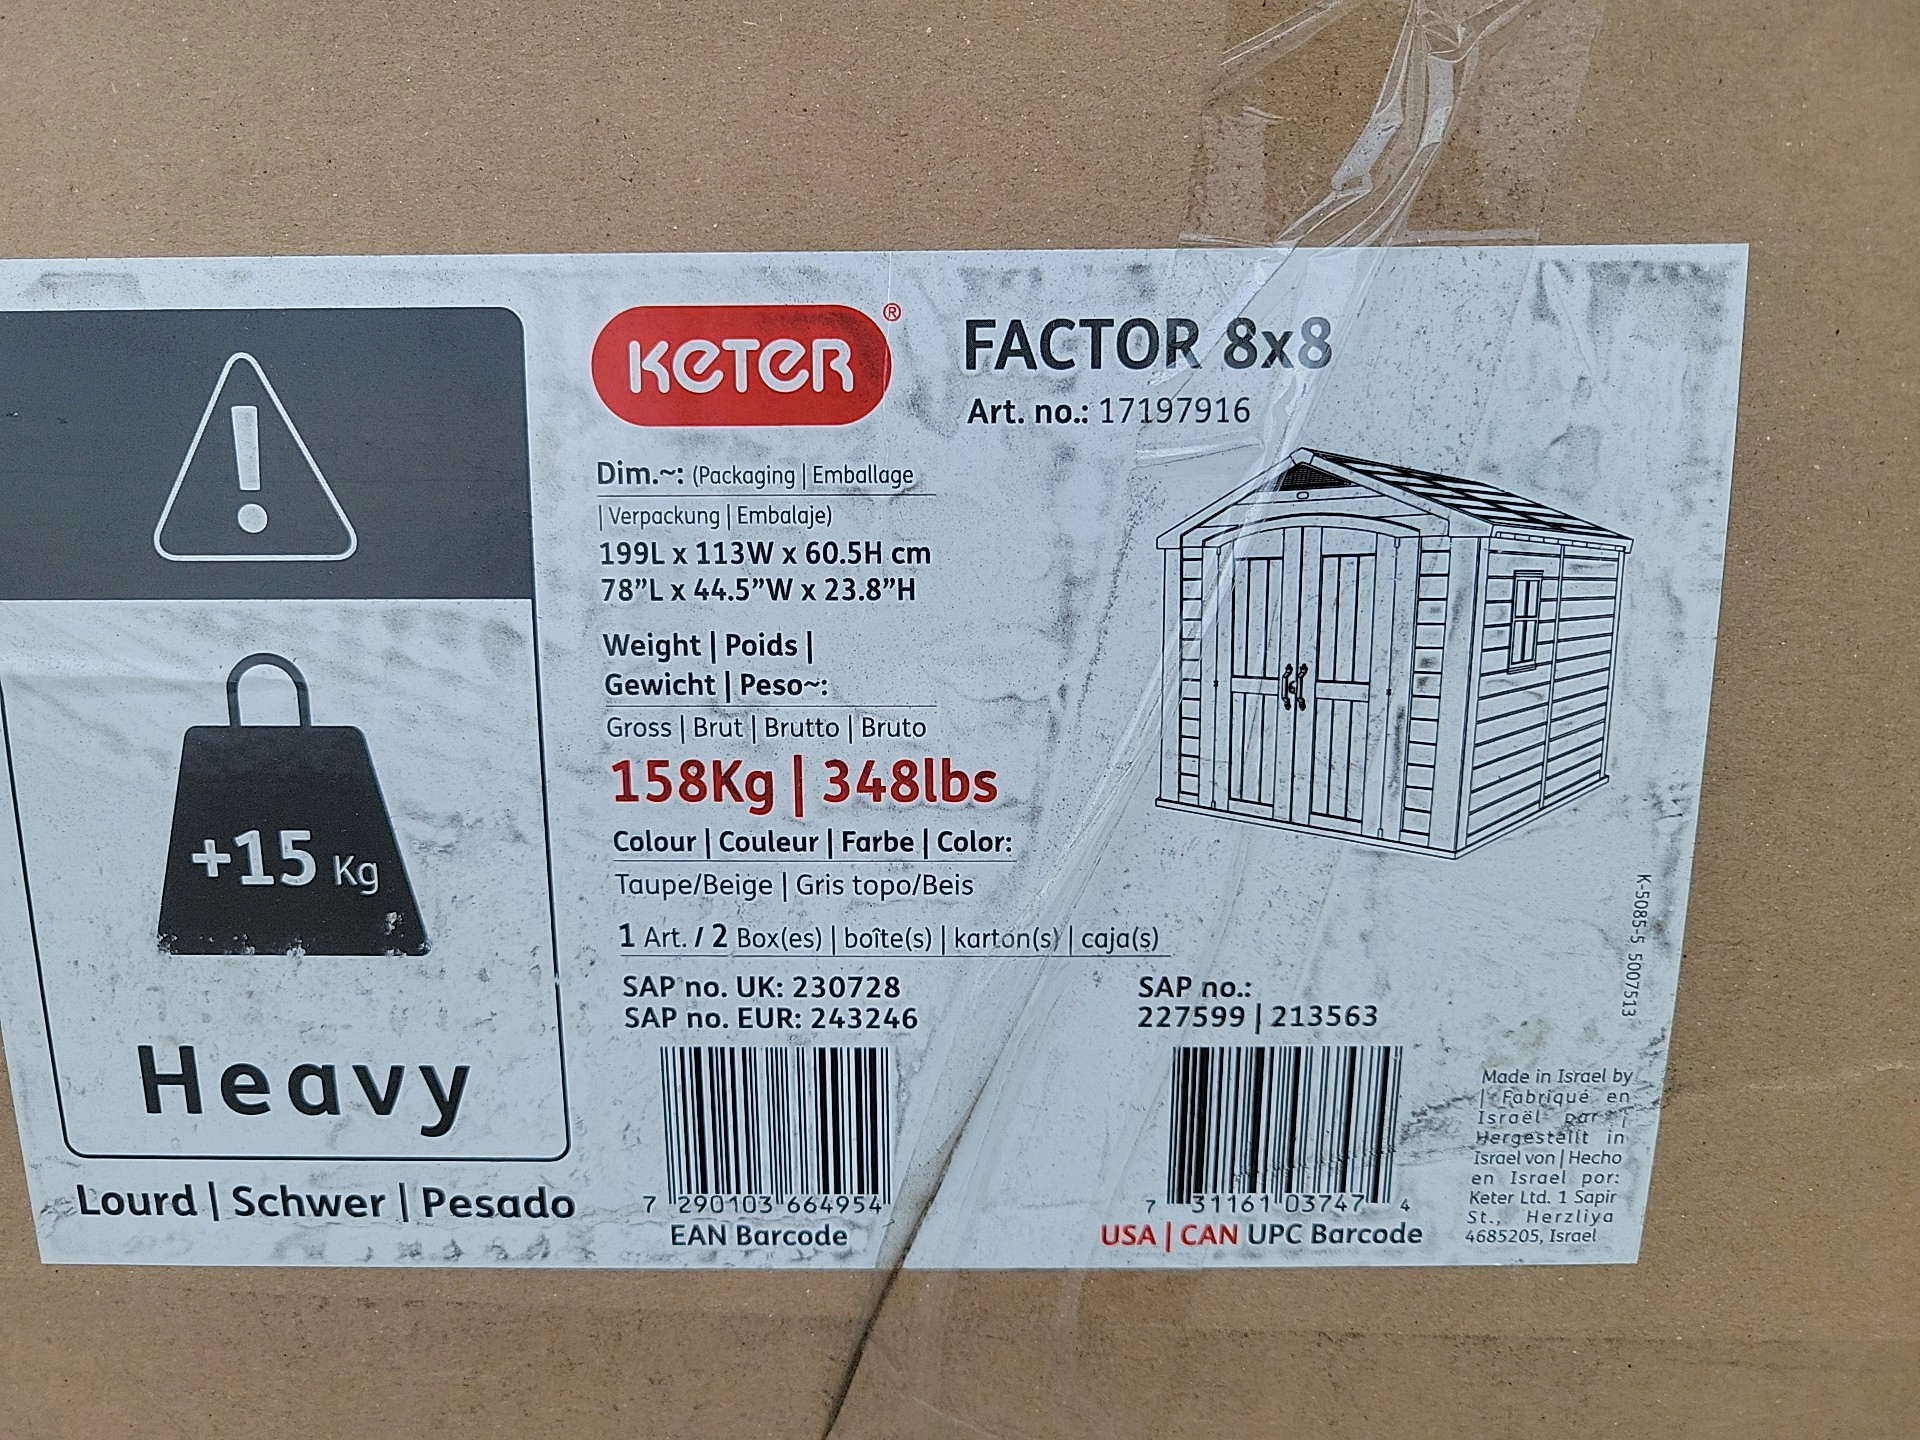 KETER®
FACTOR 8x8
Art. no.: 17197916
Dim.~: (Packaging | Emballage
| Verpackung | Embalaje)
199L x 113W x 60.5H cm
78”L x 44.5”W x 23.8”H
Weight | Poids |
Gewicht | Peso~:
Gross | Brut | Brutto | Bruto
158Kg | 348lbs
Colour | Couleur | Farbe | Color:
Taupe/Beige | Gris topo/Beis
1 Art. / 2 Box(es) | boîte(s) | karton(s) | caja(s)
SAP no. UK: 230728
SAP no. EUR: 243246
7 290103 664954
EAN Barcode
SAP no.:
227599 | 213563
7 31161 03747 4
USA | CAN UPC Barcode
K-5085-5 5007513
Made in Israel by
| Fabriqué en
Israël par |
Hergestellt in
Israel von | Hecho
en Israel por:
Keter Ltd. 1 Sapir
St., Herzliya
4685205, Israel
+15 Kg
Heavy
Lourd | Schwer | Pesado